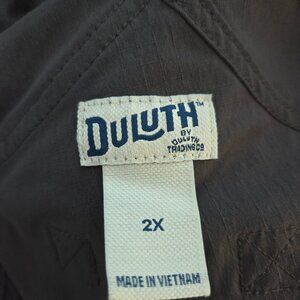 DULUTH™
BY
DULUTH
TRADING CO
2X
MADE IN VIETNAM